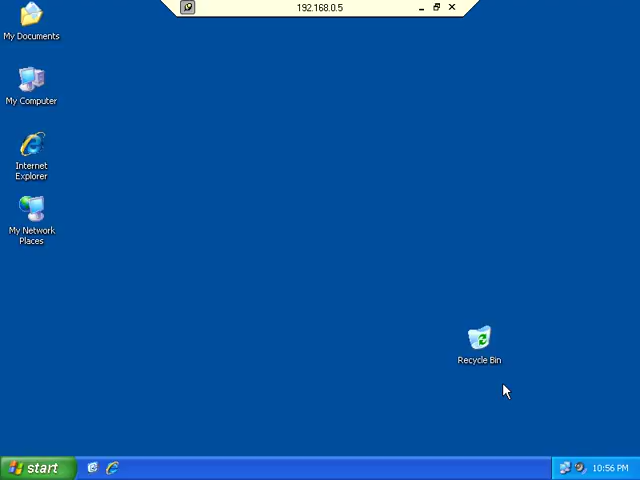 192.168.0.5
My Documents
My Computer
Internet
Explorer
My Network
Places
Recycle Bin
start
10:56 PM